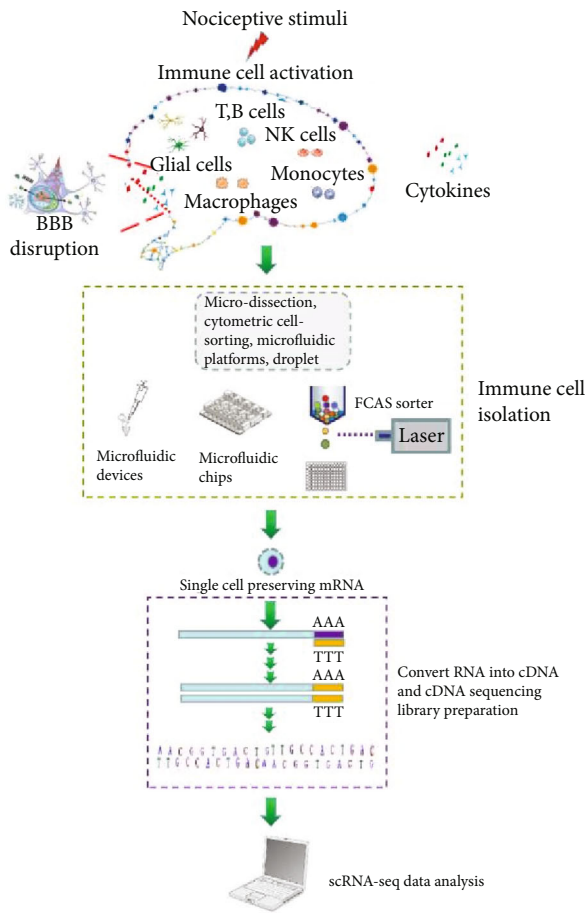 Nociceptive stimuli
Immune cell activation
T,B cells
NK cells
Glial cells
Monocytes
Macrophages
Cytokines
BBB
disruption
Micro-dissection,
cytometric cell-
sorting, microfluidic
platforms, droplet
Immune cell
isolation
FCAS sorter
Laser
Microfluidic
devices
Microfluidic
chips
Single cell preserving mRNA
AAA
TTT
AAA
TTT
Convert RNA into cDNA
and cDNA sequencing
library preparation
scRNA-seq data analysis